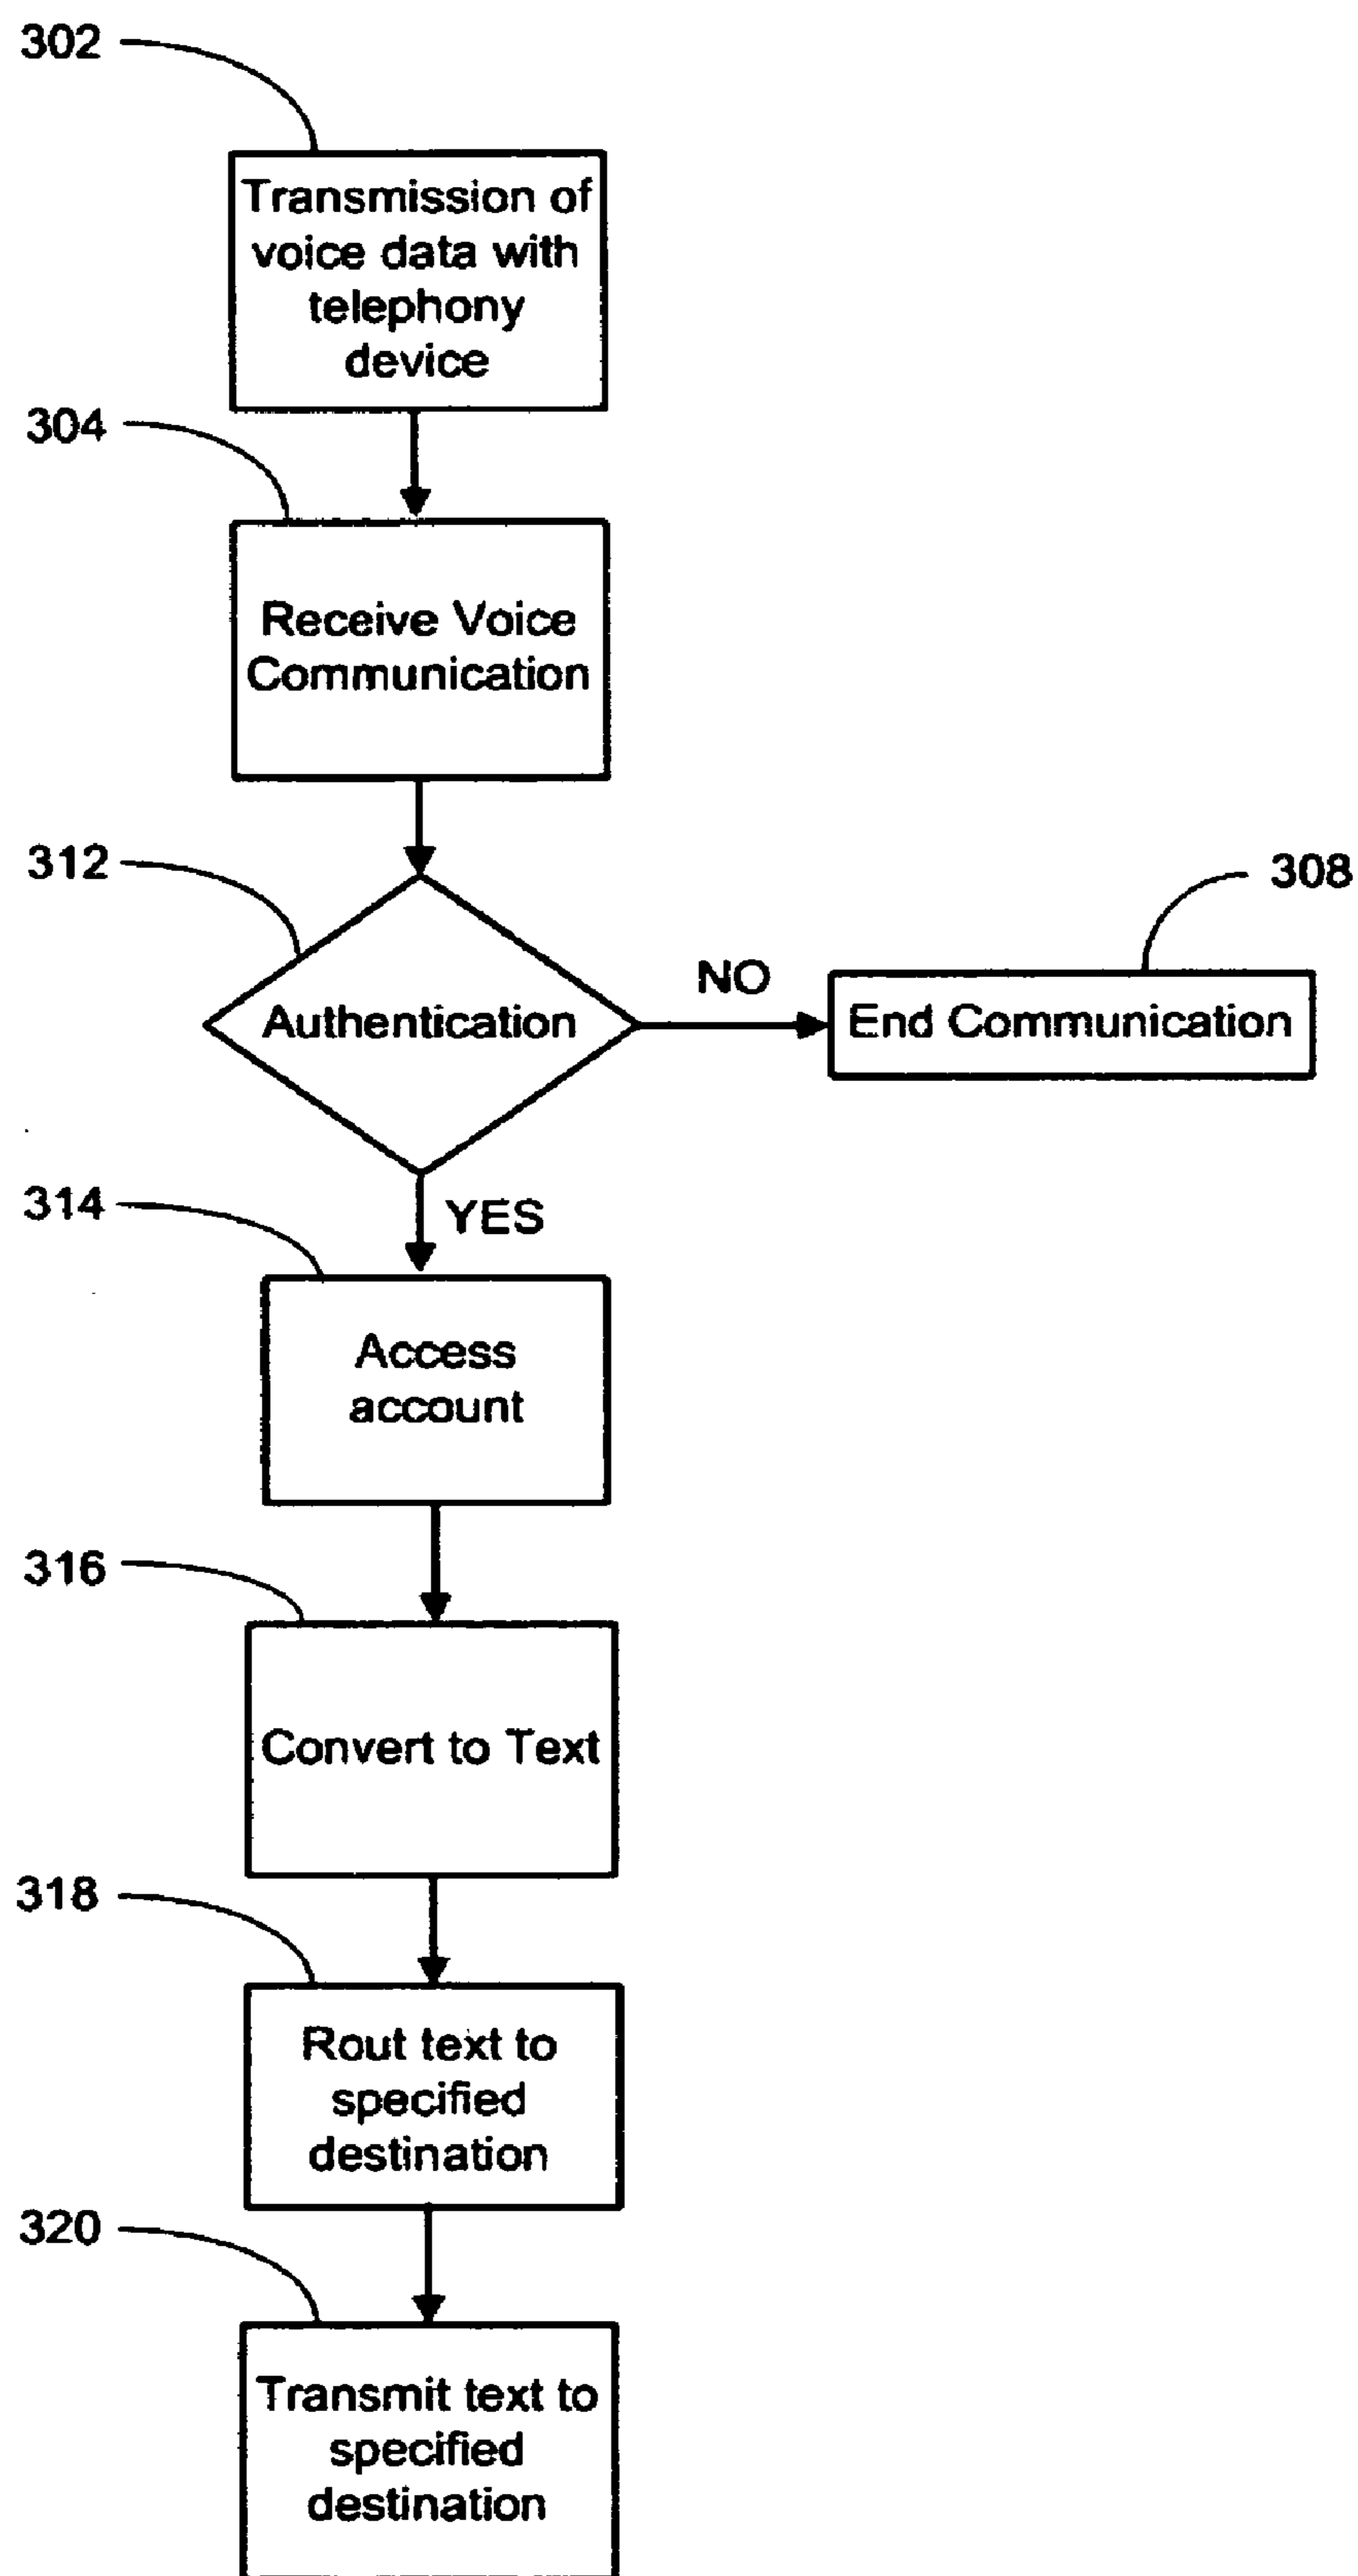 302
Transmission of
voice data with
telephony
device
304
Receive Voice
Communication
312
308
Authentication
NO
End Communication
314
YES
Access
account
316
Convert to Text
318
Rout text to
specified
destination
320
Transmit text to
specified
destination